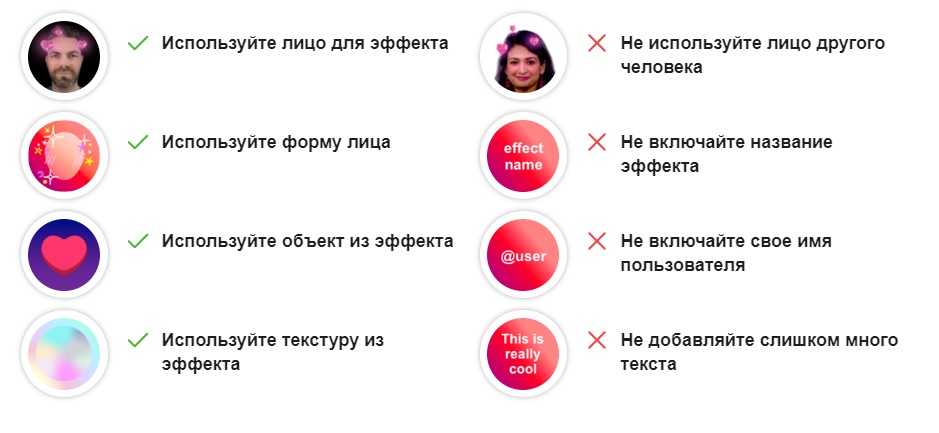 Используйте лицо для эффекта
Не используйте лицо другого
человека
Используйте форму лица
effect
name
Не включайте название
эффекта
Используйте объект из эффекта
@user
Не включайте свое имя
пользователя
Используйте текстуру из
эффекта
This is
really
cool
Не добавляйте слишком много
текста